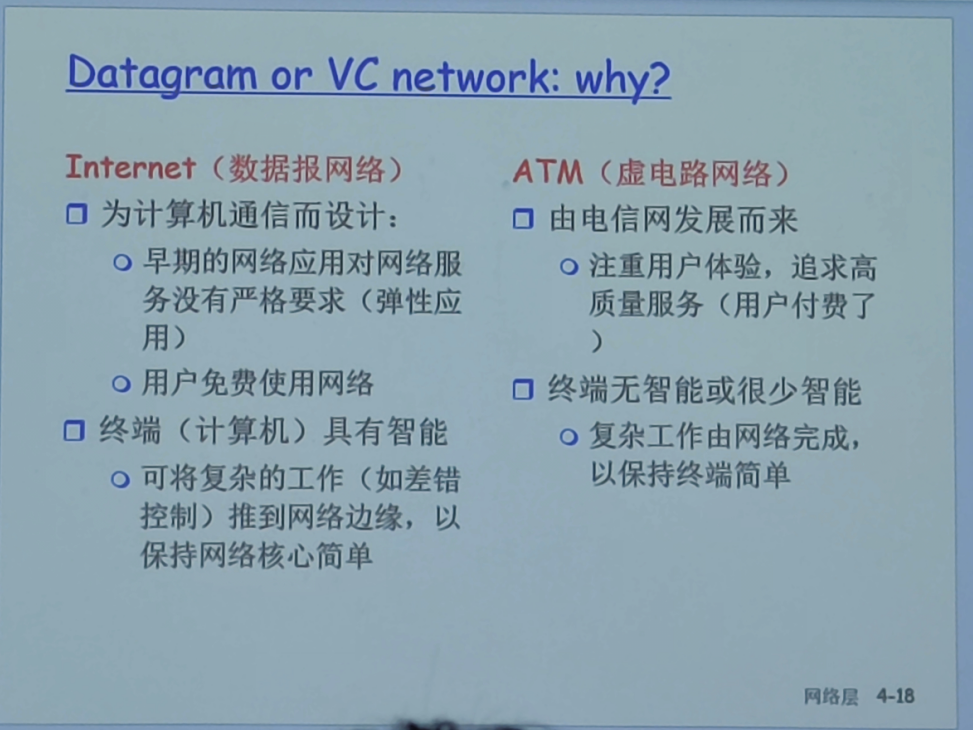 Datagram or VC network: why?
Internet（数据报网络）
为计算机通信而设计：
早期的网络应用对网络服
务没有严格要求（弹性应
用）
用户免费使用网络
终端（计算机）具有智能
可将复杂的工作（如差错
控制）推到网络边缘，以
保持网络核心简单
ATM（虚电路网络）
由电信网发展而来
注重用户体验，追求高
质量服务（用户付费了
）
终端无智能或很少智能
复杂工作由网络完成，
以保持终端简单
网络层 4-18